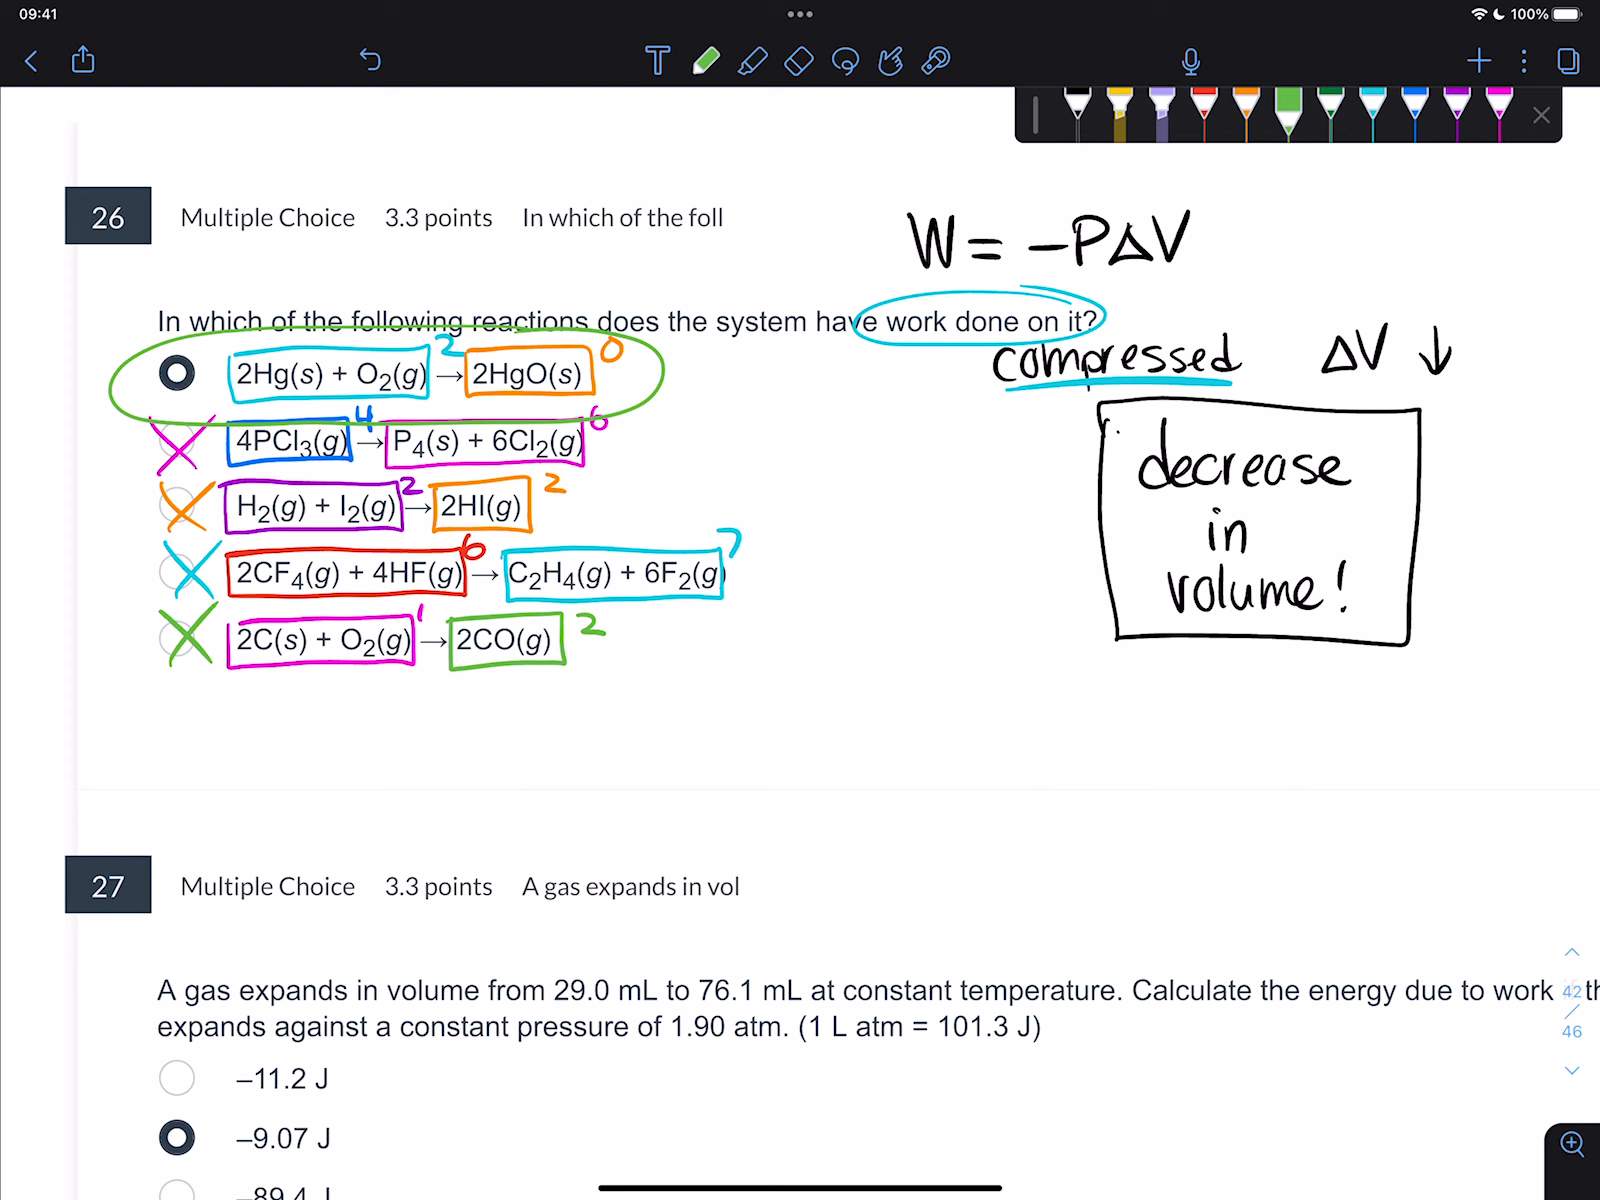 09:41
100%
W = -PΔV
26 Multiple Choice 3.3 points In which of the foll
In which of the following reactions does the system have work done on it?
compressed ΔV ↓
2Hg(s) + O₂(g) → 2HgO(s)
2 0
4PCl₃(g) → P₄(s) + 6Cl₂(g)
4 6
H₂(g) + I₂(g) → 2HI(g)
2 2
2CF₄(g) + 4HF(g) → C₂H₄(g) + 6F₂(g)
6 7
2C(s) + O₂(g) → 2CO(g)
1 2
decrease
in
volume!
27 Multiple Choice 3.3 points A gas expands in vol
A gas expands in volume from 29.0 mL to 76.1 mL at constant temperature. Calculate the energy due to work
expands against a constant pressure of 1.90 atm. (1 L atm = 101.3 J)
–11.2 J
–9.07 J
42
/
46